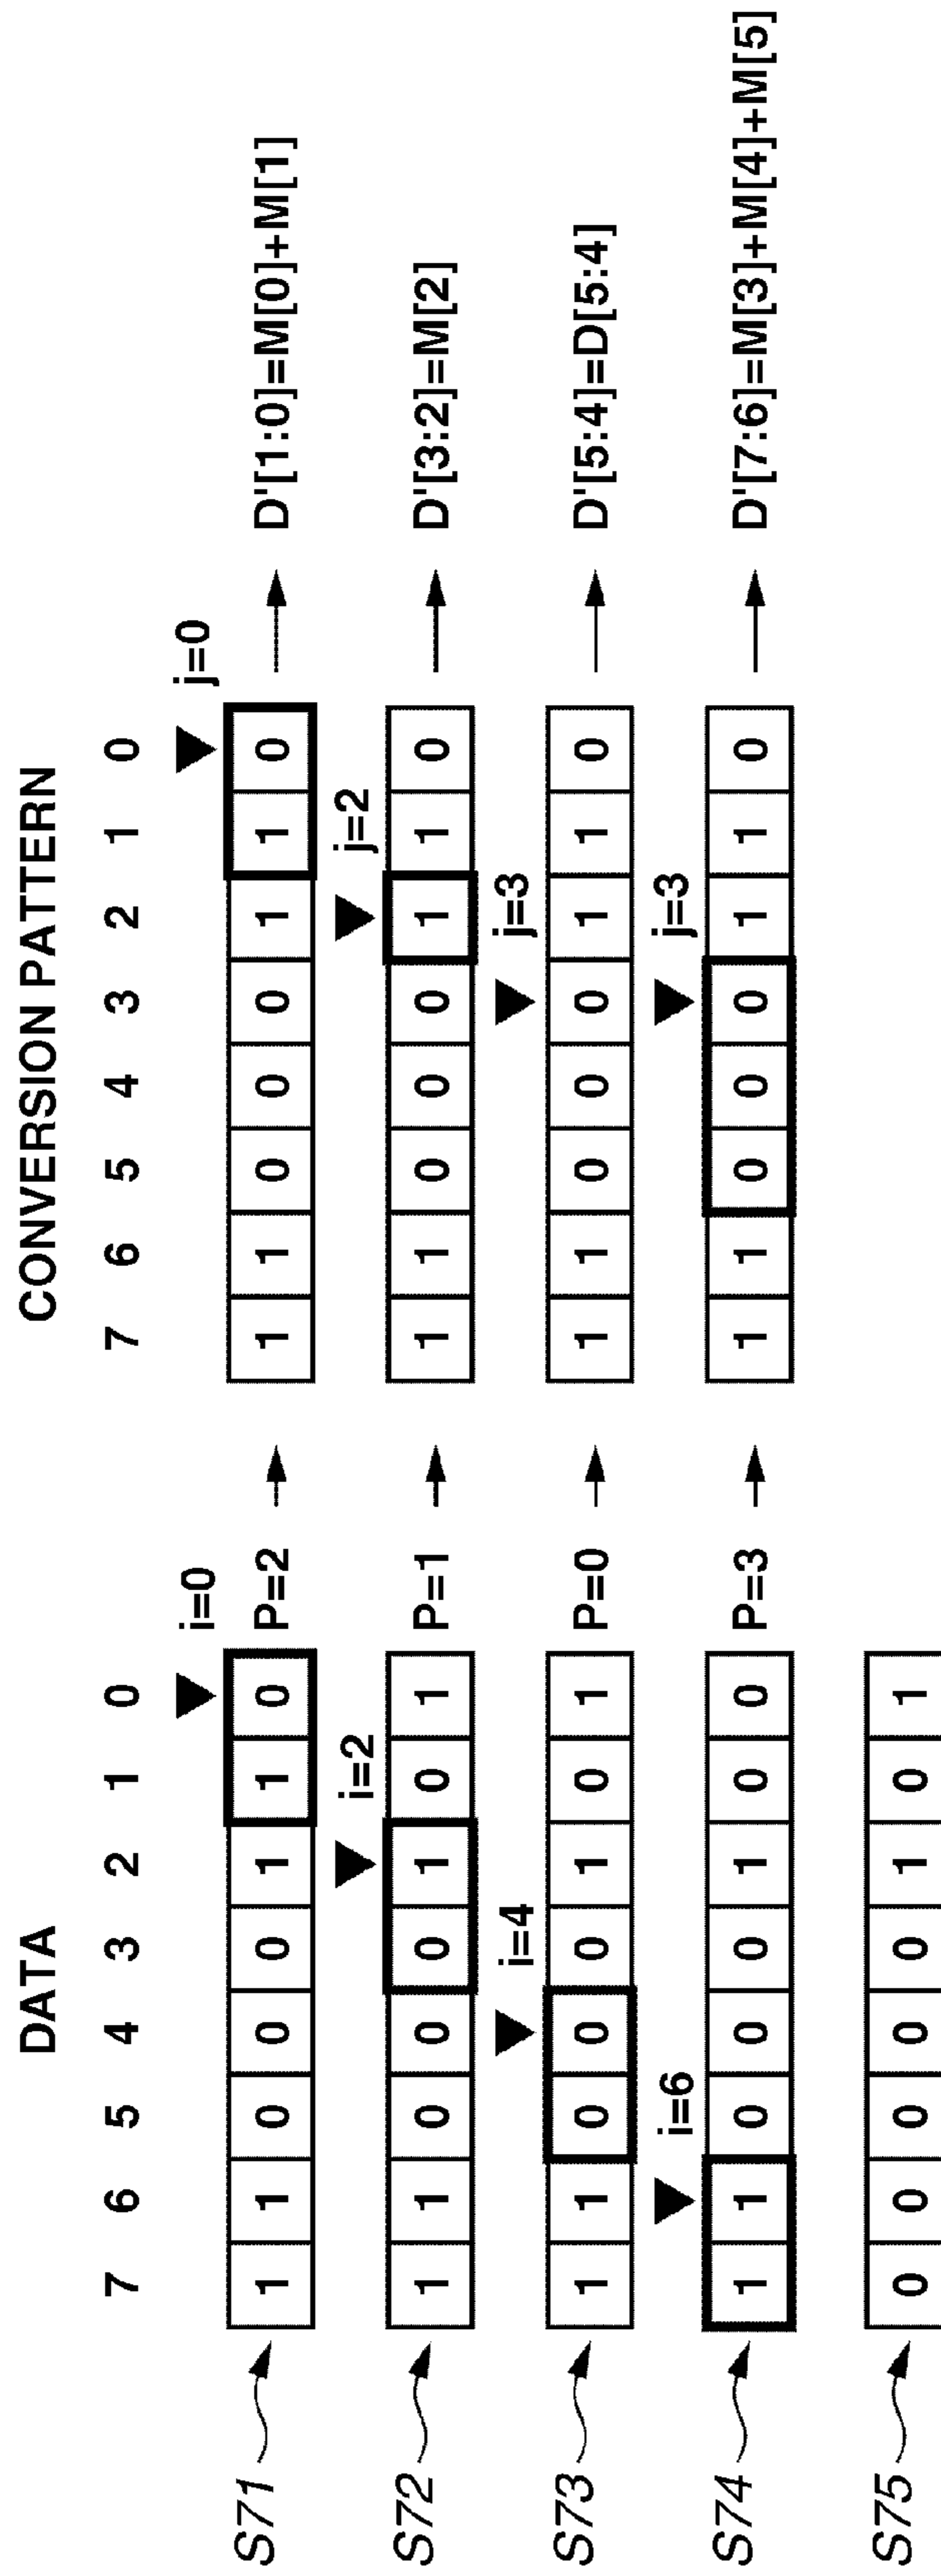 DATA CONVERSION PATTERN
7 6 5 4 3 2 1 0 7 6 5 4 3 2 1 0
i=0 j=0
S71 1 1 0 0 0 1 1 0 P=2 1 1 0 0 0 1 1 0 D'[1:0]=M[0]+M[1]
i=2 j=2
S72 1 1 0 0 0 1 0 1 P=1 1 1 0 0 0 1 1 0 D'[3:2]=M[2]
i=4 j=3
S73 1 1 0 0 0 1 0 1 P=0 1 1 0 0 0 1 1 0 D'[5:4]=D[5:4]
i=6 j=3
S74 1 1 0 0 0 1 0 0 P=3 1 1 0 0 0 1 1 0 D'[7:6]=M[3]+M[4]+M[5]
S75 0 0 0 0 0 1 0 1